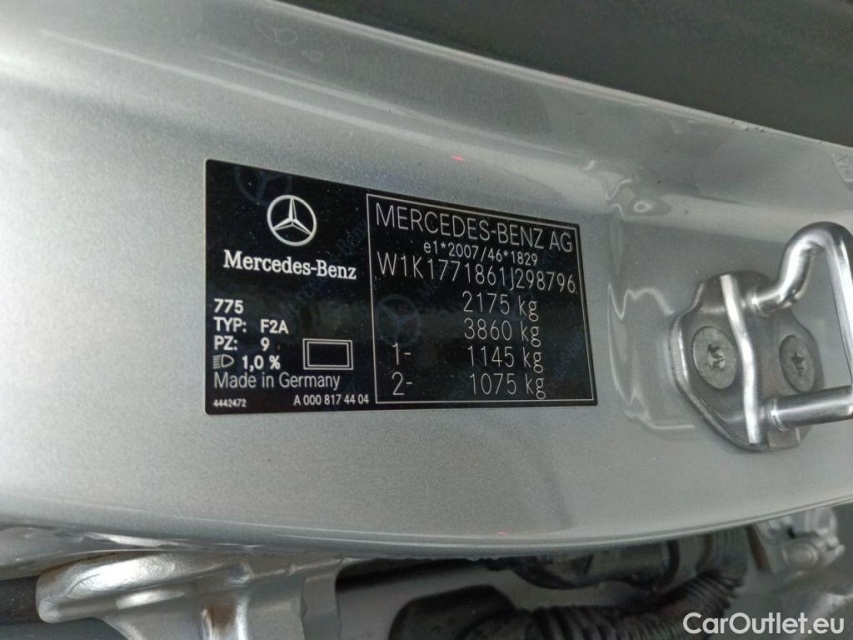 Mercedes-Benz
775
TYP: F2A
PZ: 9
1,0 %
Made in Germany
4442472
A 000 817 44 04
MERCEDES-BENZ AG
e1*2007/46*1829
W1K1771861J298796
2175 kg
3860 kg
1- 1145 kg
2- 1075 kg
CarOutlet.eu